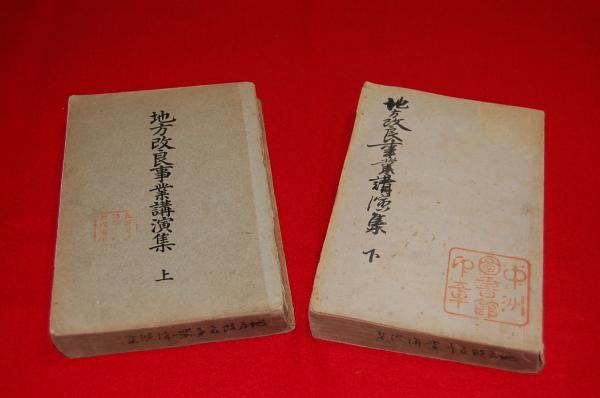 地方改良事業講演集 上
地方改良事業講演集 下
中洲
圖書館
印章